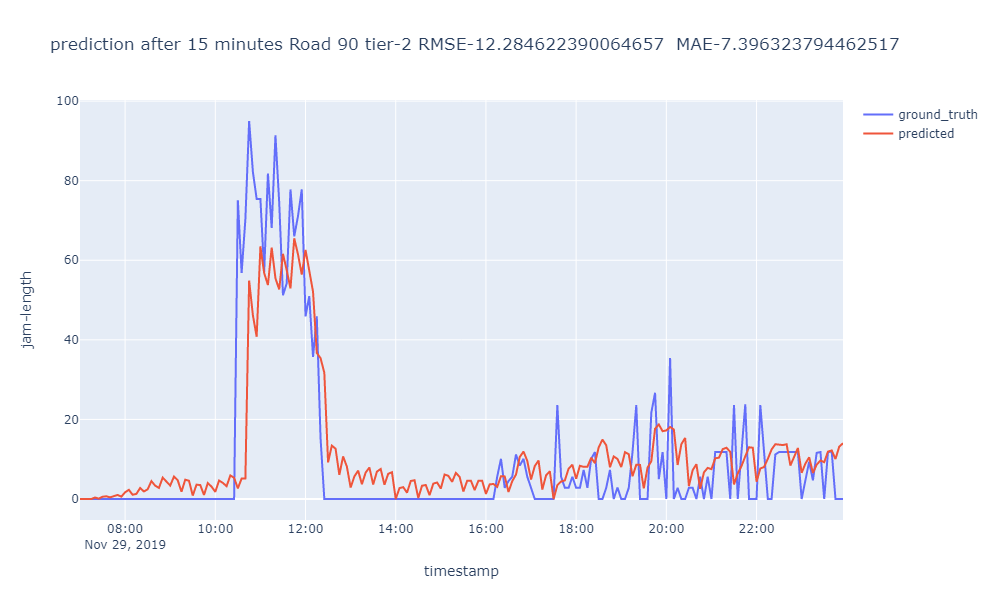 prediction after 15 minutes Road 90 tier-2 RMSE-12.284622390064657  MAE-7.396323794462517
100
80
60
40
20
0
jam-length
08:00
10:00
12:00
14:00
16:00
18:00
20:00
22:00
Nov 29, 2019
timestamp
ground_truth
predicted